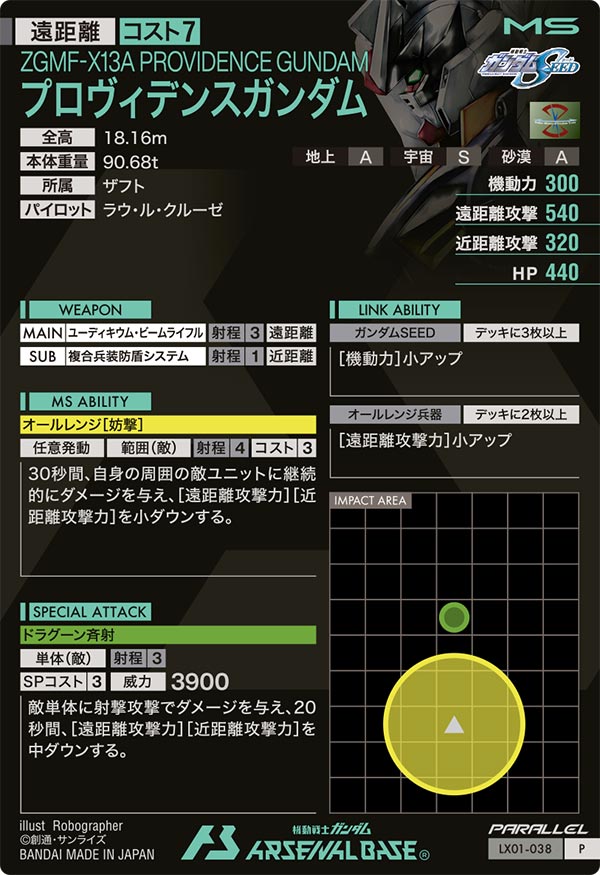 遠距離 コスト7 MS
ZGMF-X13A PROVIDENCE GUNDAM
プロヴィデンスガンダム
機動戦士 ガンダムSEED
全高 18.16m
本体重量 90.68t
所属 ザフト
パイロット ラウ・ル・クルーゼ
地上 A 宇宙 S 砂漠 A
機動力 300
遠距離攻撃 540
近距離攻撃 320
HP 440
WEAPON
MAIN ユーディキウム・ビームライフル 射程 3 遠距離
SUB 複合兵装防盾システム 射程 1 近距離
MS ABILITY
オールレンジ[妨撃]
任意発動 範囲(敵) 射程 4 コスト 3
30秒間、自身の周囲の敵ユニットに継続
的にダメージを与え、[遠距離攻撃力][近
距離攻撃力]を小ダウンする。
SPECIAL ATTACK
ドラグーン斉射
単体(敵) 射程 3
SPコスト 3 威力 3900
敵単体に射撃攻撃でダメージを与え、20
秒間、[遠距離攻撃力][近距離攻撃力]を
中ダウンする。
LINK ABILITY
ガンダムSEED デッキに3枚以上
[機動力]小アップ
オールレンジ兵器 デッキに2枚以上
[遠距離攻撃力]小アップ
IMPACT AREA
illust Robographer
©創通・サンライズ
BANDAI MADE IN JAPAN
機動戦士ガンダム
ARSENAL BASE®
PARALLEL
LX01-038 P